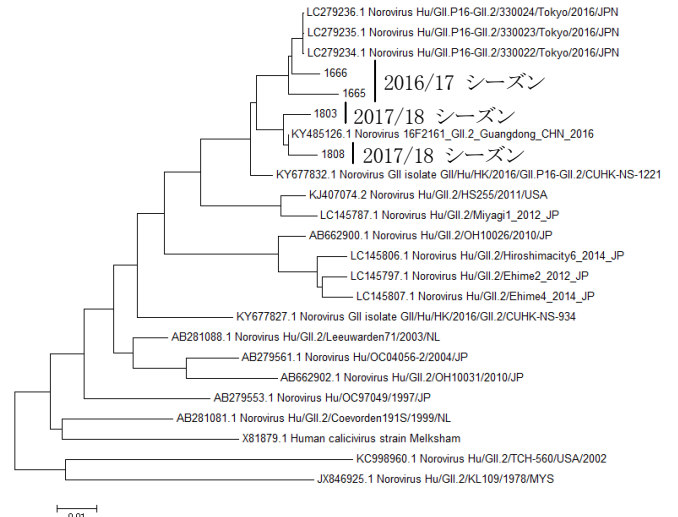 LC279236.1 Norovirus Hu/GII.P16-GII.2/330024/Tokyo/2016/JPN
LC279235.1 Norovirus Hu/GII.P16-GII.2/330023/Tokyo/2016/JPN
LC279234.1 Norovirus Hu/GII.P16-GII.2/330022/Tokyo/2016/JPN
1666
2016/17 シーズン
1665
1803
2017/18 シーズン
KY485126.1 Norovirus 16F2161_GII.2_Guangdong_CHN_2016
1808
2017/18 シーズン
KY677832.1 Norovirus GII isolate GII/Hu/HK/2016/GII.P16-GII.2/CUHK-NS-1221
KJ407074.2 Norovirus Hu/GII.2/HS255/2011/USA
LC145787.1 Norovirus Hu/GII.2/Miyagi1_2012_JP
AB662900.1 Norovirus Hu/GII.2/OH10026/2010/JP
LC145806.1 Norovirus Hu/GII.2/Hiroshimacity6_2014_JP
LC145797.1 Norovirus Hu/GII.2/Ehime2_2012_JP
LC145807.1 Norovirus Hu/GII.2/Ehime4_2014_JP
KY677827.1 Norovirus GII isolate GII/Hu/HK/2016/GII.2/CUHK-NS-934
AB281088.1 Norovirus Hu/GII.2/Leeuwarden71/2003/NL
AB279561.1 Norovirus Hu/OC04056-2/2004/JP
AB662902.1 Norovirus Hu/GII.2/OH10031/2010/JP
AB279553.1 Norovirus Hu/OC97049/1997/JP
AB281081.1 Norovirus Hu/GII.2/Coevorden191S/1999/NL
X81879.1 Human calicivirus strain Melksham
KC998960.1 Norovirus Hu/GII.2/TCH-560/USA/2002
JX846925.1 Norovirus Hu/GII.2/KL109/1978/MYS
0.01